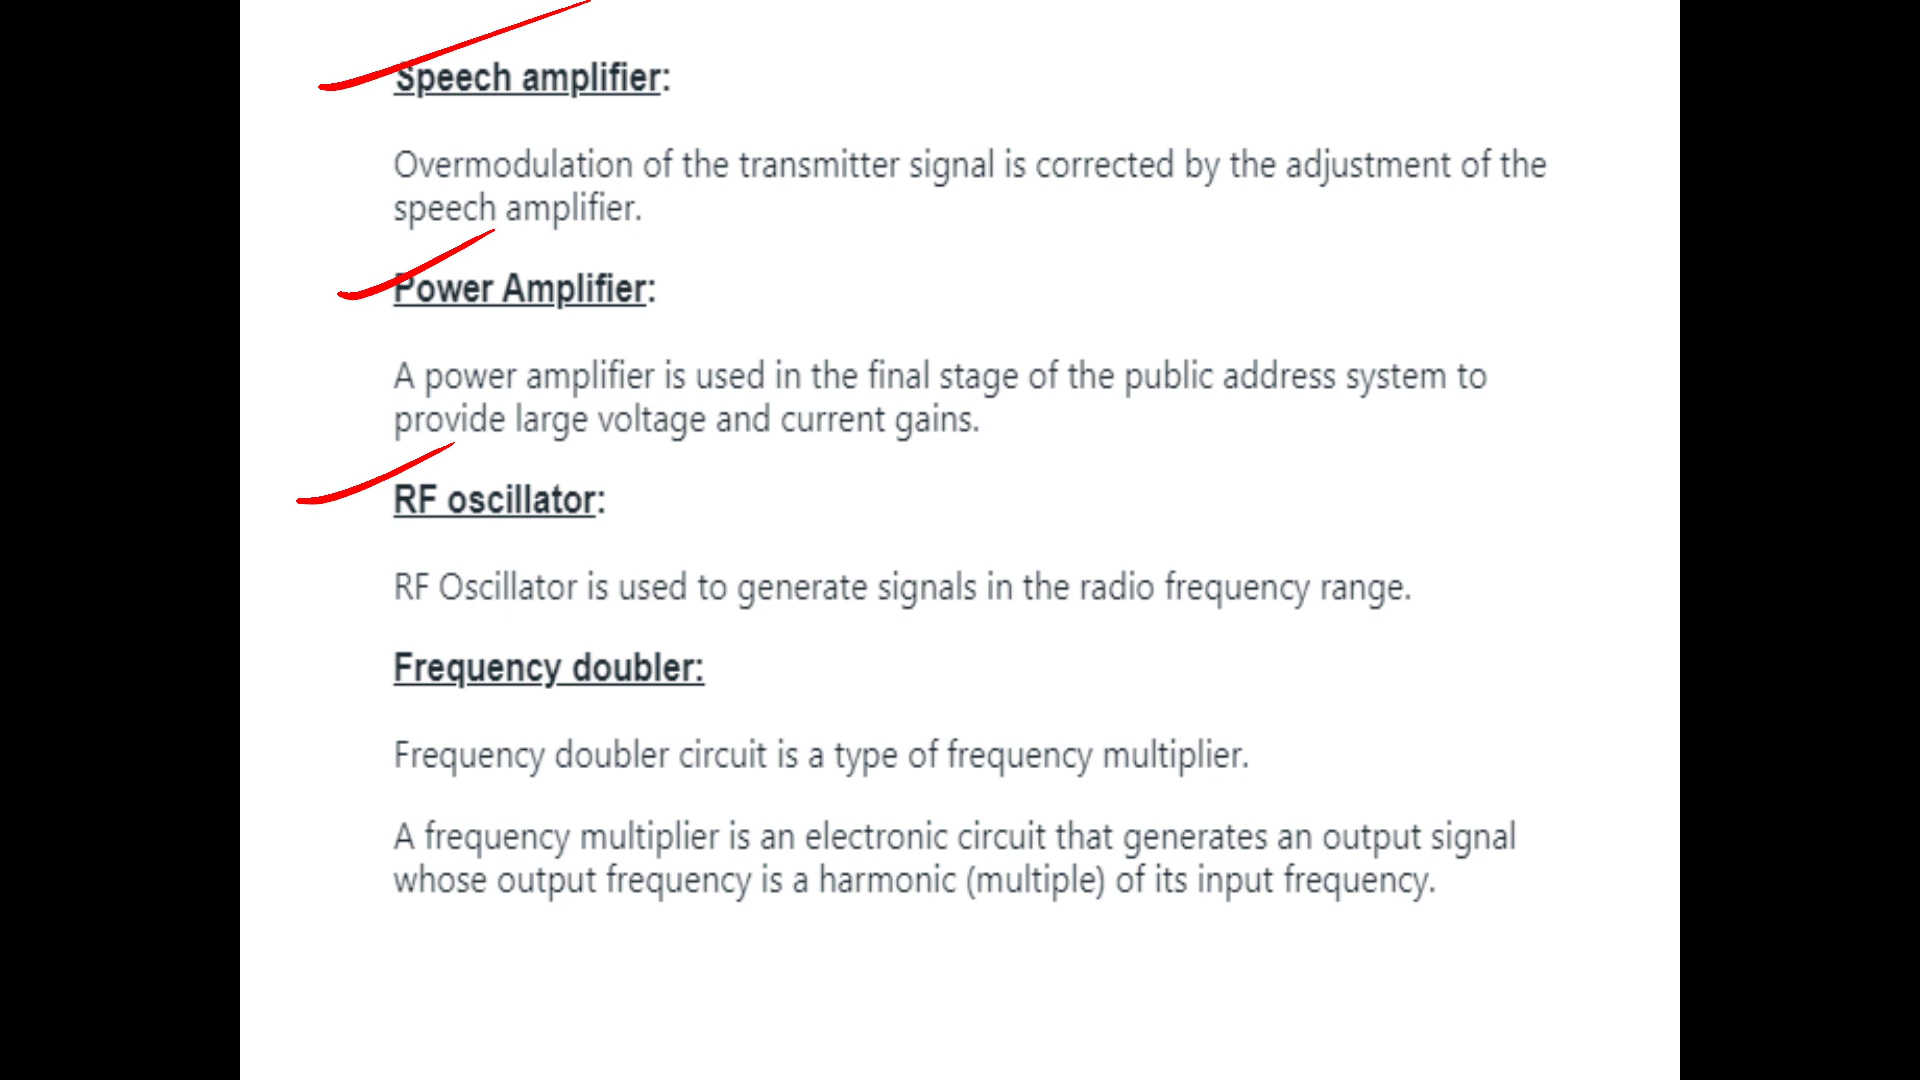 Speech amplifier:
Overmodulation of the transmitter signal is corrected by the adjustment of the
speech amplifier.
Power Amplifier:
A power amplifier is used in the final stage of the public address system to
provide large voltage and current gains.
RF oscillator:
RF Oscillator is used to generate signals in the radio frequency range.
Frequency doubler:
Frequency doubler circuit is a type of frequency multiplier.
A frequency multiplier is an electronic circuit that generates an output signal
whose output frequency is a harmonic (multiple) of its input frequency.